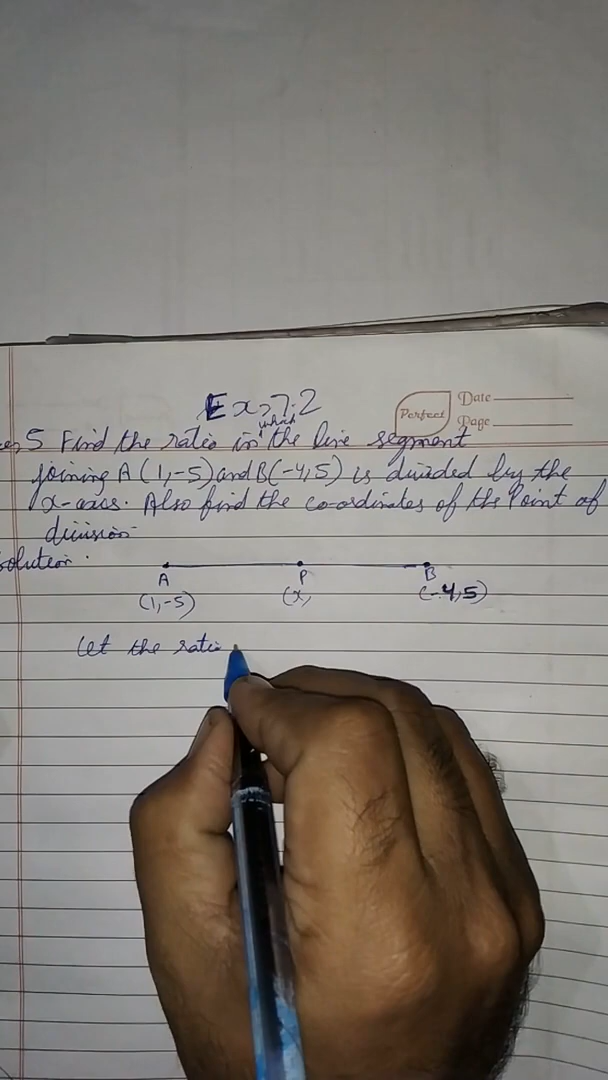 Ex 7.2
Perfect
Date
Page
5 Find the ratio in which the line segment
joining A (1,-5) and B(-4,5) is divided by the
x-axis. Also find the co-ordinates of the Point of
division
solution.
A P B
(1,-5) (x, (-4,5)
Let the ratio